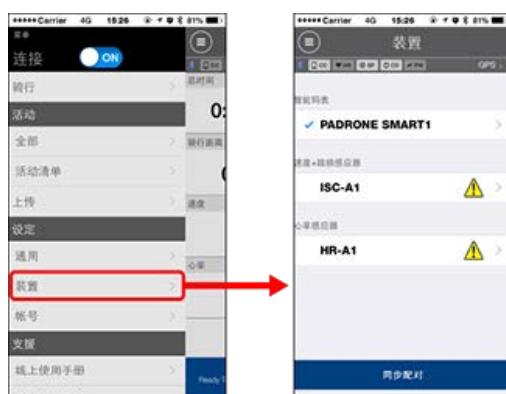 ●●●●●Carrier 4G 15:26 81%
菜单
连接 ON
骑行
活动
全部
活动清单
上传
设定
通用
装置
帐号
支援
线上使用手册
总时间
0:
骑行距离
速度
心率
Ready T
●●●●●Carrier 4G 15:26 81%
装置
GPS
智能码表
PADRONE SMART1
速度+踏频感应器
ISC-A1
心率感应器
HR-A1
同步配对